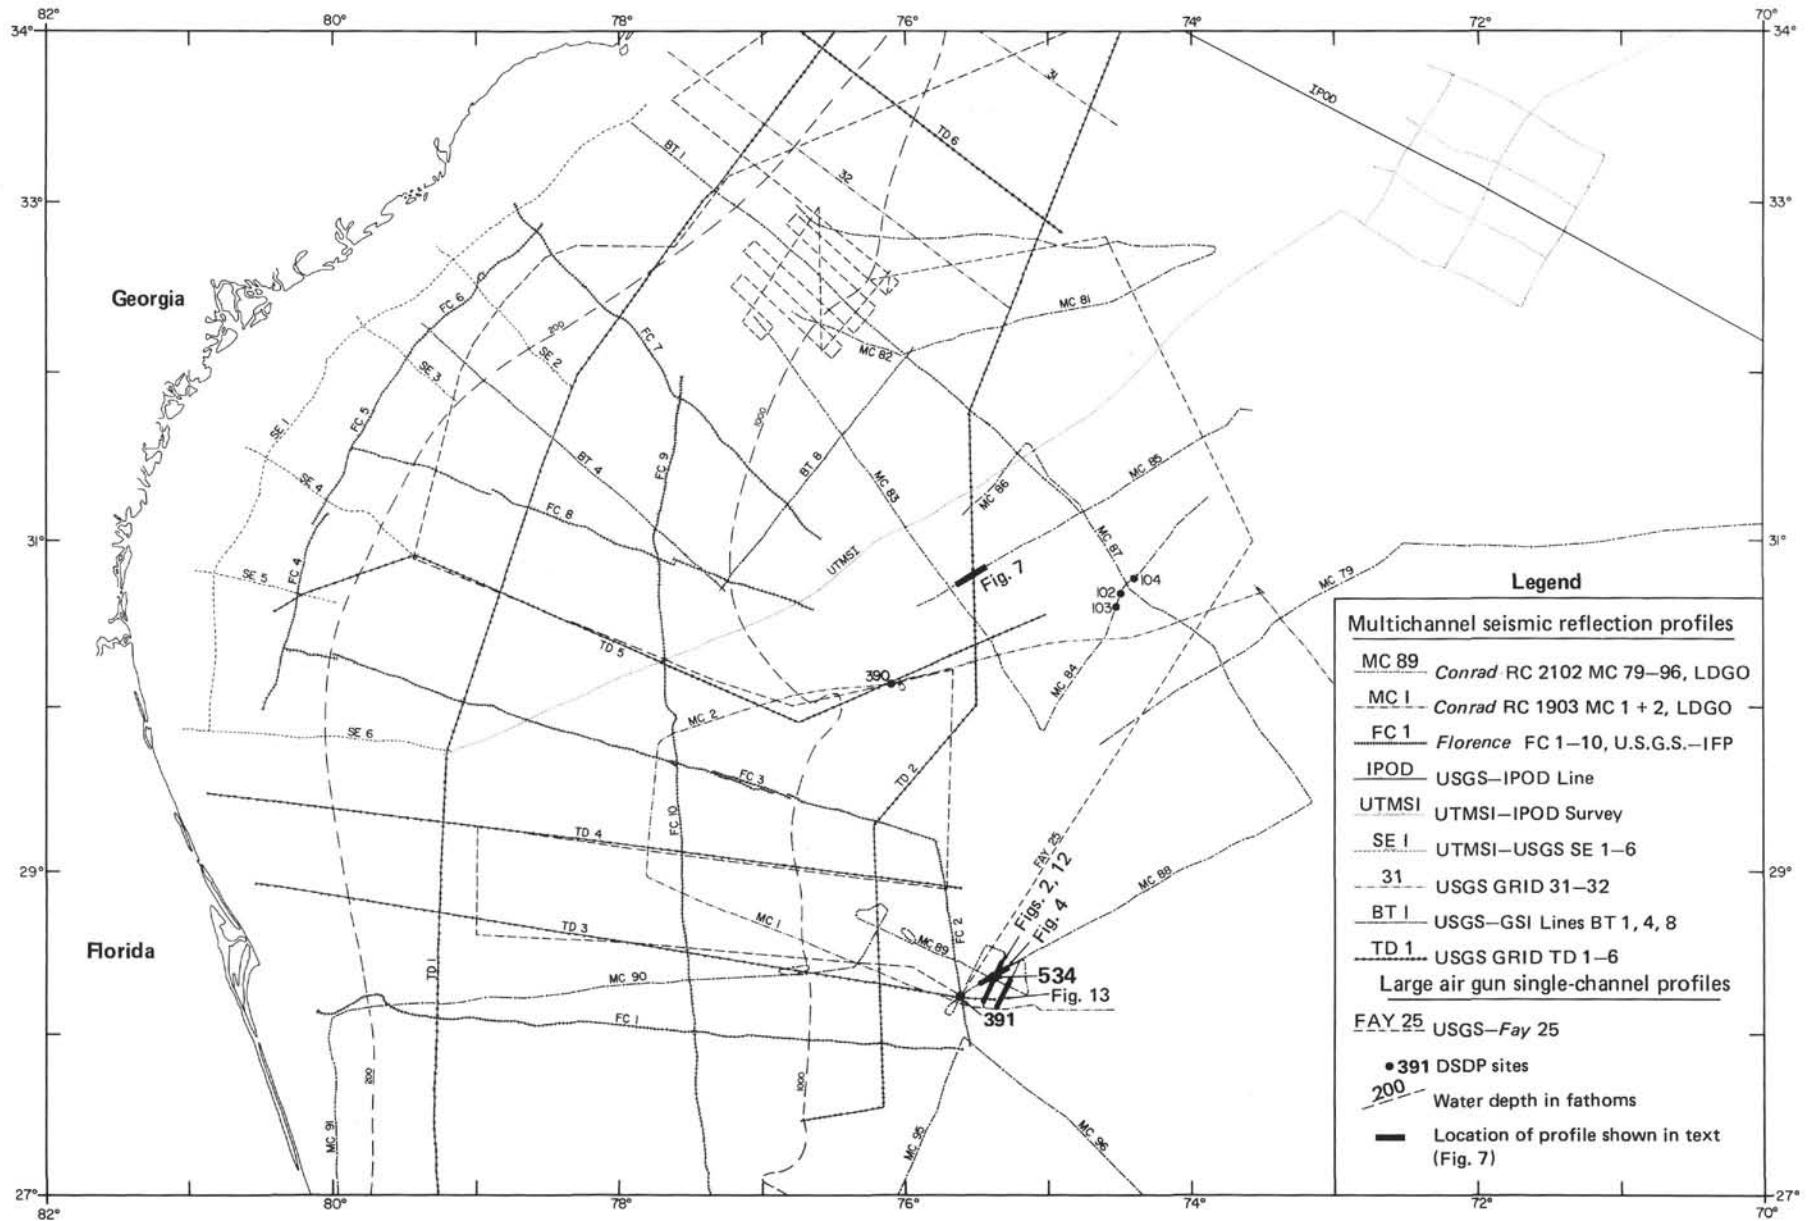 82°
80°
78°
76°
74°
72°
70°
34°
34°
31
IPOD
TD 6
BT 1
32
33°
33°
Georgia
FC 6
MC 81
200
FC 7
SE 2
MC 82
SE 3
FC 5
1000
SE 1
BT 4
FC 9
BT 8
MC 85
SE 4
MC 83
MC 86
FC 8
MC 87
31°
31°
UTMSI
FC 4
SE 5
Fig. 7
104
102
103
MC 79
TD 5
390
MC 84
MC 2
SE 6
TD 2
FC 3
FC 10
TD 4
FAY 25
29°
29°
Figs. 2, 12
Fig. 4
MC 88
MC 1
FC 2
TD 3
MC 89
Florida
TD 1
MC 90
534
Fig. 13
391
FC 1
200
1000
MC 91
MC 95
MC 96
27°
27°
82°
80°
78°
76°
74°
72°
70°
Legend
Multichannel seismic reflection profiles
MC 89 Conrad RC 2102 MC 79–96, LDGO
MC 1 Conrad RC 1903 MC 1 + 2, LDGO
FC 1 Florence FC 1–10, U.S.G.S.–IFP
IPOD USGS–IPOD Line
UTMSI UTMSI–IPOD Survey
SE 1 UTMSI–USGS SE 1–6
31 USGS GRID 31–32
BT 1 USGS–GSI Lines BT 1, 4, 8
TD 1 USGS GRID TD 1–6
Large air gun single-channel profiles
FAY 25 USGS–Fay 25
391 DSDP sites
200 Water depth in fathoms
Location of profile shown in text
(Fig. 7)